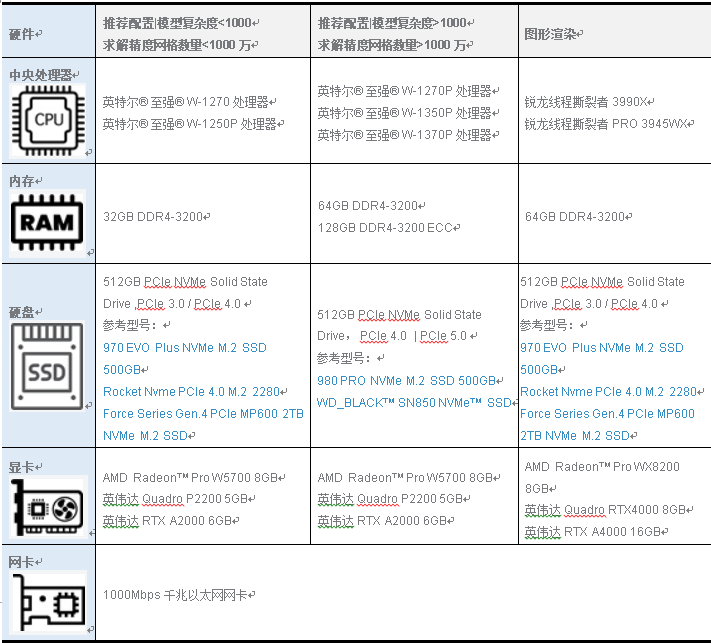 硬件
推荐配置|模型复杂度<1000
求解精度网格数量<1000 万
推荐配置|模型复杂度>1000
求解精度网格数量>1000 万
图形渲染
中央处理器
CPU
英特尔® 至强® W-1270 处理器
英特尔® 至强® W-1250P 处理器
英特尔® 至强® W-1270P 处理器
英特尔® 至强® W-1350P 处理器
英特尔® 至强® W-1370P 处理器
锐龙线程撕裂者 3990X
锐龙线程撕裂者 PRO 3945WX
内存
RAM
32GB DDR4-3200
64GB DDR4-3200
128GB DDR4-3200 ECC
64GB DDR4-3200
硬盘
SSD
512GB PCIe NVMe Solid State
Drive ,PCIe 3.0 / PCIe 4.0
参考型号：
970 EVO Plus NVMe M.2 SSD
500GB
Rocket Nvme PCIe 4.0 M.2 2280
Force Series Gen.4 PCIe MP600 2TB
NVMe M.2 SSD
512GB PCIe NVMe Solid State
Drive， PCIe 4.0 | PCIe 5.0
参考型号：
980 PRO NVMe M.2 SSD 500GB
WD_BLACK™ SN850 NVMe™ SSD
512GB PCIe NVMe Solid State
Drive ,PCIe 3.0 / PCIe 4.0
参考型号：
970 EVO Plus NVMe M.2 SSD
500GB
Rocket Nvme PCIe 4.0 M.2 2280
Force Series Gen.4 PCIe MP600
2TB NVMe M.2 SSD
显卡
AMD Radeon™ Pro W5700 8GB
英伟达 Quadro P2200 5GB
英伟达 RTX A2000 6GB
AMD Radeon™ Pro W5700 8GB
英伟达 Quadro P2200 5GB
英伟达 RTX A2000 6GB
AMD Radeon™ Pro WX8200
8GB
英伟达 Quadro RTX4000 8GB
英伟达 RTX A4000 16GB
网卡
1000Mbps 千兆以太网网卡